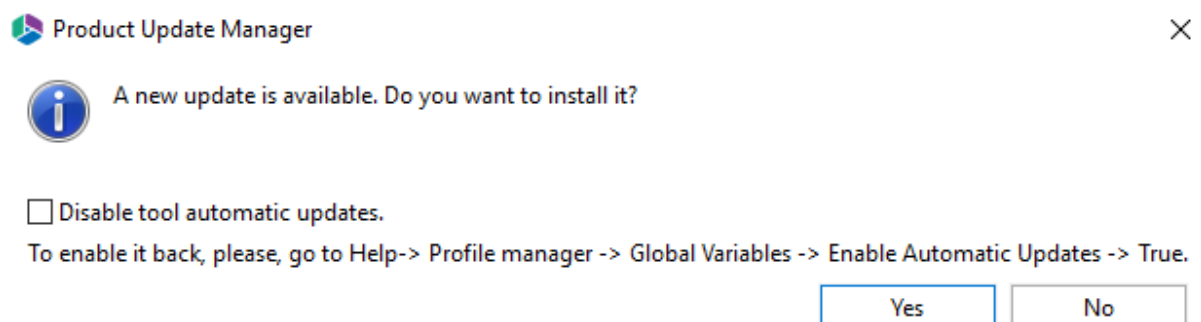 Product Update Manager
A new update is available. Do you want to install it?
Disable tool automatic updates.
To enable it back, please, go to Help-> Profile manager -> Global Variables -> Enable Automatic Updates -> True.
Yes
No